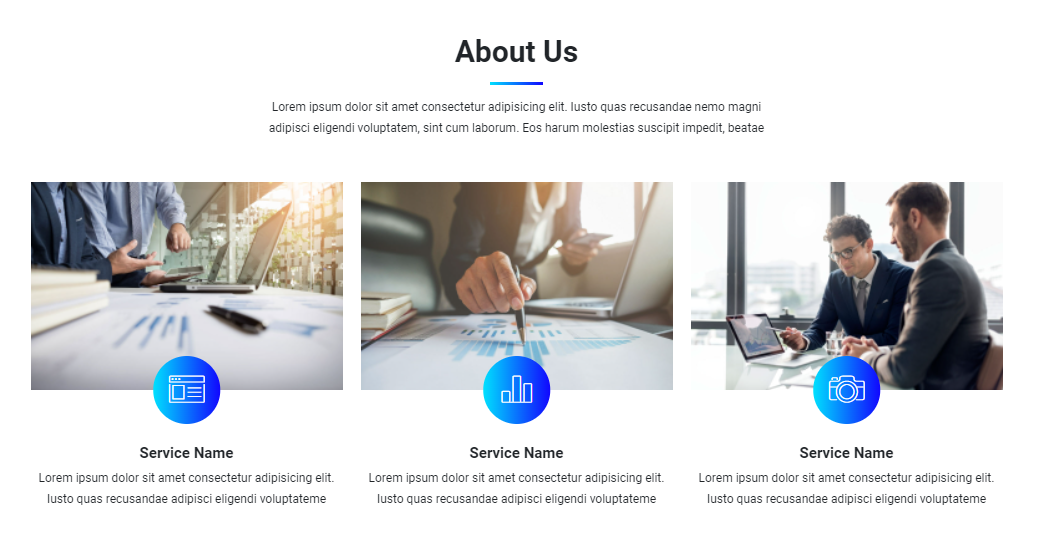 About Us
Lorem ipsum dolor sit amet consectetur adipisicing elit. Iusto quas recusandae nemo magni
adipisci eligendi voluptatem, sint cum laborum. Eos harum molestias suscipit impedit, beatae
Service Name
Lorem ipsum dolor sit amet consectetur adipisicing elit.
Iusto quas recusandae adipisci eligendi voluptateme
Service Name
Lorem ipsum dolor sit amet consectetur adipisicing elit.
Iusto quas recusandae adipisci eligendi voluptateme
Service Name
Lorem ipsum dolor sit amet consectetur adipisicing elit.
Iusto quas recusandae adipisci eligendi voluptateme